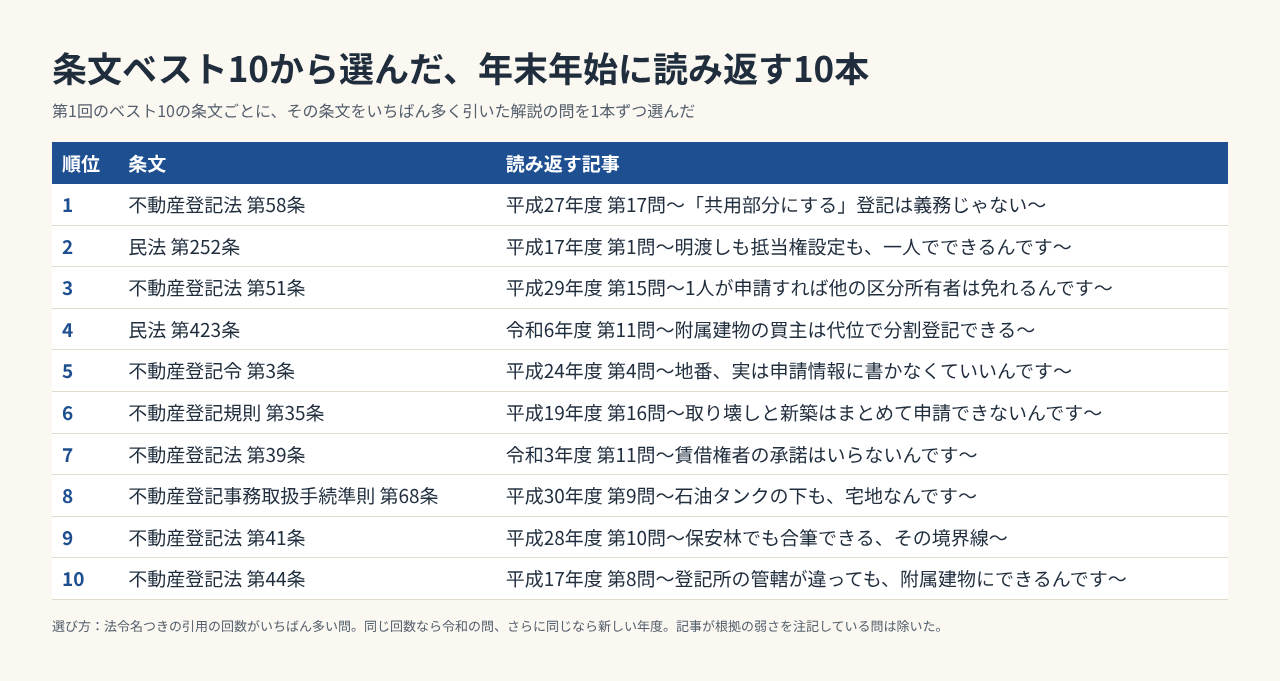 条文ベスト10から選んだ、年末年始に読み返す10本
第1回のベスト10の条文ごとに、その条文をいちばん多く引いた解説の問を1本ずつ選んだ
順位 条文 読み返す記事
1 不動産登記法 第58条 平成27年度 第17問〜「共用部分にする」登記は義務じゃない〜
2 民法 第252条 平成17年度 第1問〜明渡しも抵当権設定も、一人でできるんです〜
3 不動産登記法 第51条 平成29年度 第15問〜1人が申請すれば他の区分所有者は免れるんです〜
4 民法 第423条 令和6年度 第11問〜附属建物の買主は代位で分割登記できる〜
5 不動産登記令 第3条 平成24年度 第4問〜地番、実は申請情報に書かなくていいんです〜
6 不動産登記規則 第35条 平成19年度 第16問〜取り壊しと新築はまとめて申請できないんです〜
7 不動産登記法 第39条 令和3年度 第11問〜賃借権者の承諾はいらないんです〜
8 不動産登記事務取扱手続準則 第68条 平成30年度 第9問〜石油タンクの下も、宅地なんです〜
9 不動産登記法 第41条 平成28年度 第10問〜保安林でも合筆できる、その境界線〜
10 不動産登記法 第44条 平成17年度 第8問〜登記所の管轄が違っても、附属建物にできるんです〜
選び方：法令名つきの引用の回数がいちばん多い問。同じ回数なら令和の問、さらに同じなら新しい年度。記事が根拠の弱さを注記している問は除いた。